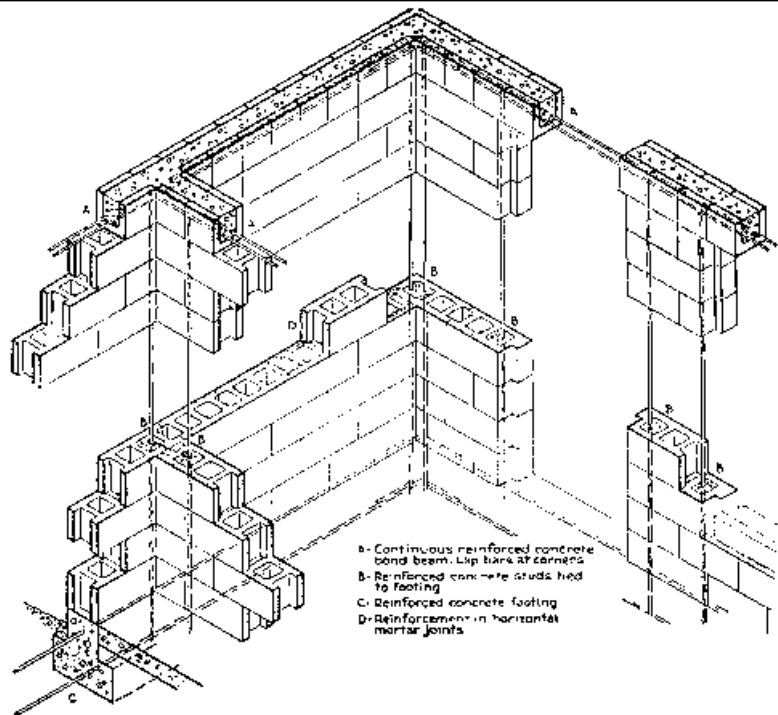 A
A
A
B
D
B
B
B
B
B
A- Continuous reinforced concrete
bond beam. Lap bars at corners
B- Reinforced concrete studs tied
to footing
C- Reinforced concrete footing
D- Reinforcement in horizontal
mortar joints
C